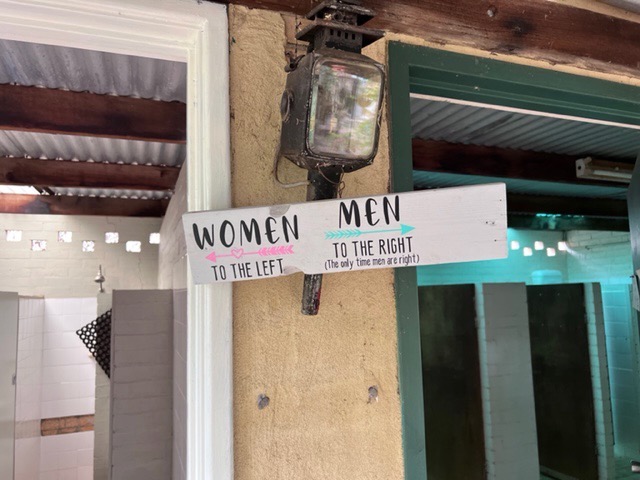 WOMEN
TO THE LEFT
MEN
TO THE RIGHT
(The only time men are right)